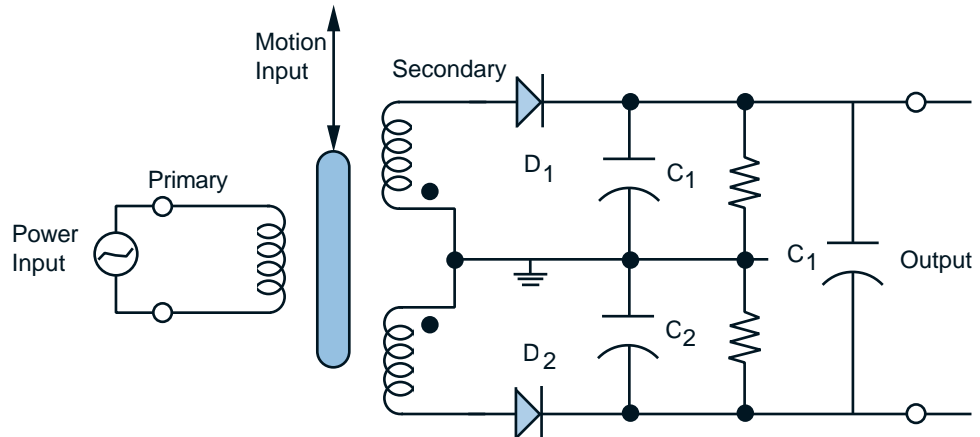 Motion
Input
Secondary
D1
C1
Primary
Power
Input
C1
Output
D2
C2